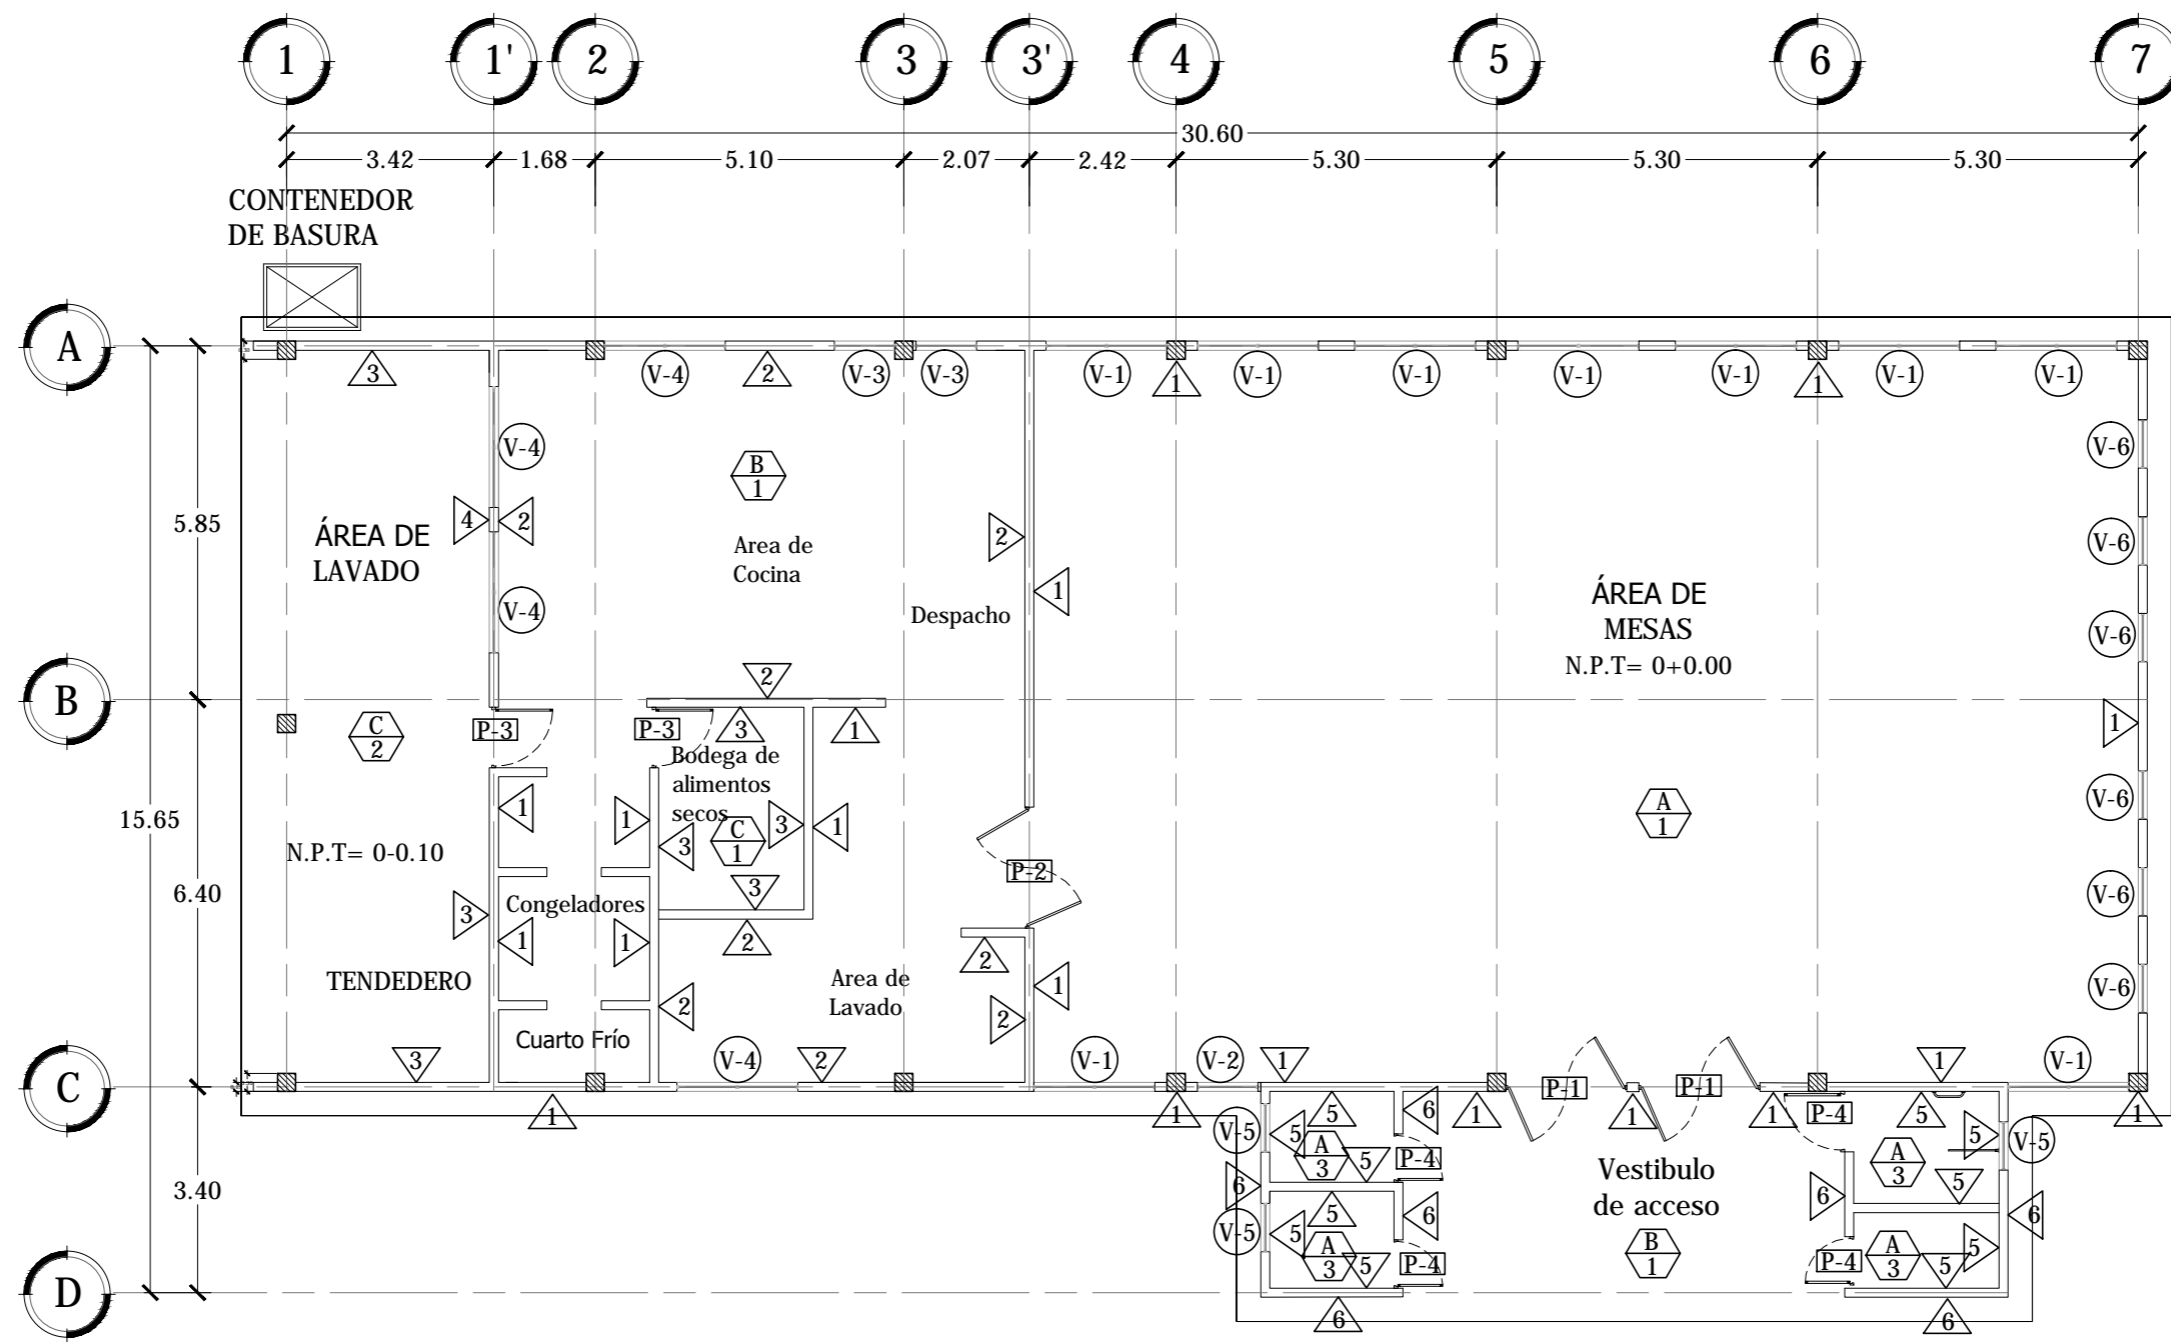 1 1' 2 3 3' 4 5 6 7
30.60
3.42 1.68 5.10 2.07 2.42 5.30 5.30 5.30
CONTENEDOR
DE BASURA
A
3 V-4 2 V-3 V-3 V-1 1 V-1 V-1 V-1 V-1 1 V-1 V-1
V-4 V-6
B
1
5.85
4 2
ÁREA DE
LAVADO
2
Area de
Cocina
V-6
1
V-4
Despacho
ÁREA DE
MESAS
N.P.T= 0+0.00
V-6
2
B
P-3 P-3
3 1
C
2
1
Bodega de
alimentos
secos
15.65
1 1 3 3 1
C
1
A
1
V-6
N.P.T= 0-0.10
P-2
6.40
3
Congeladores
3
V-6
1 1 2 2
TENDEDERO
Area de
Lavado
1
V-6
2 2
Cuarto Frío
3 V-4 2 V-1 V-2 1 1 V-1
C
P-1 P-1
1 1 5 6 1 1 1 P-4 5 1
V-5 5 A
3 5 P-4
Vestibulo
de acceso
A
3 5 V-5
3.40
6 5 6 6 5 6
V-5 5 A
3 5 P-4
B
1
P-4 A
3 5 5
D
6 6